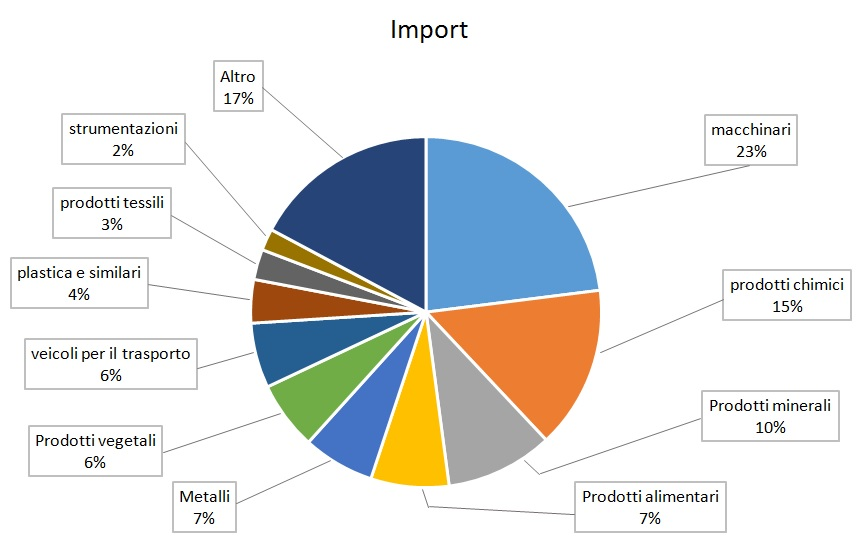 Import
macchinari
23%
prodotti chimici
15%
Prodotti minerali
10%
Prodotti alimentari
7%
Metalli
7%
Prodotti vegetali
6%
veicoli per il trasporto
6%
plastica e similari
4%
prodotti tessili
3%
strumentazioni
2%
Altro
17%